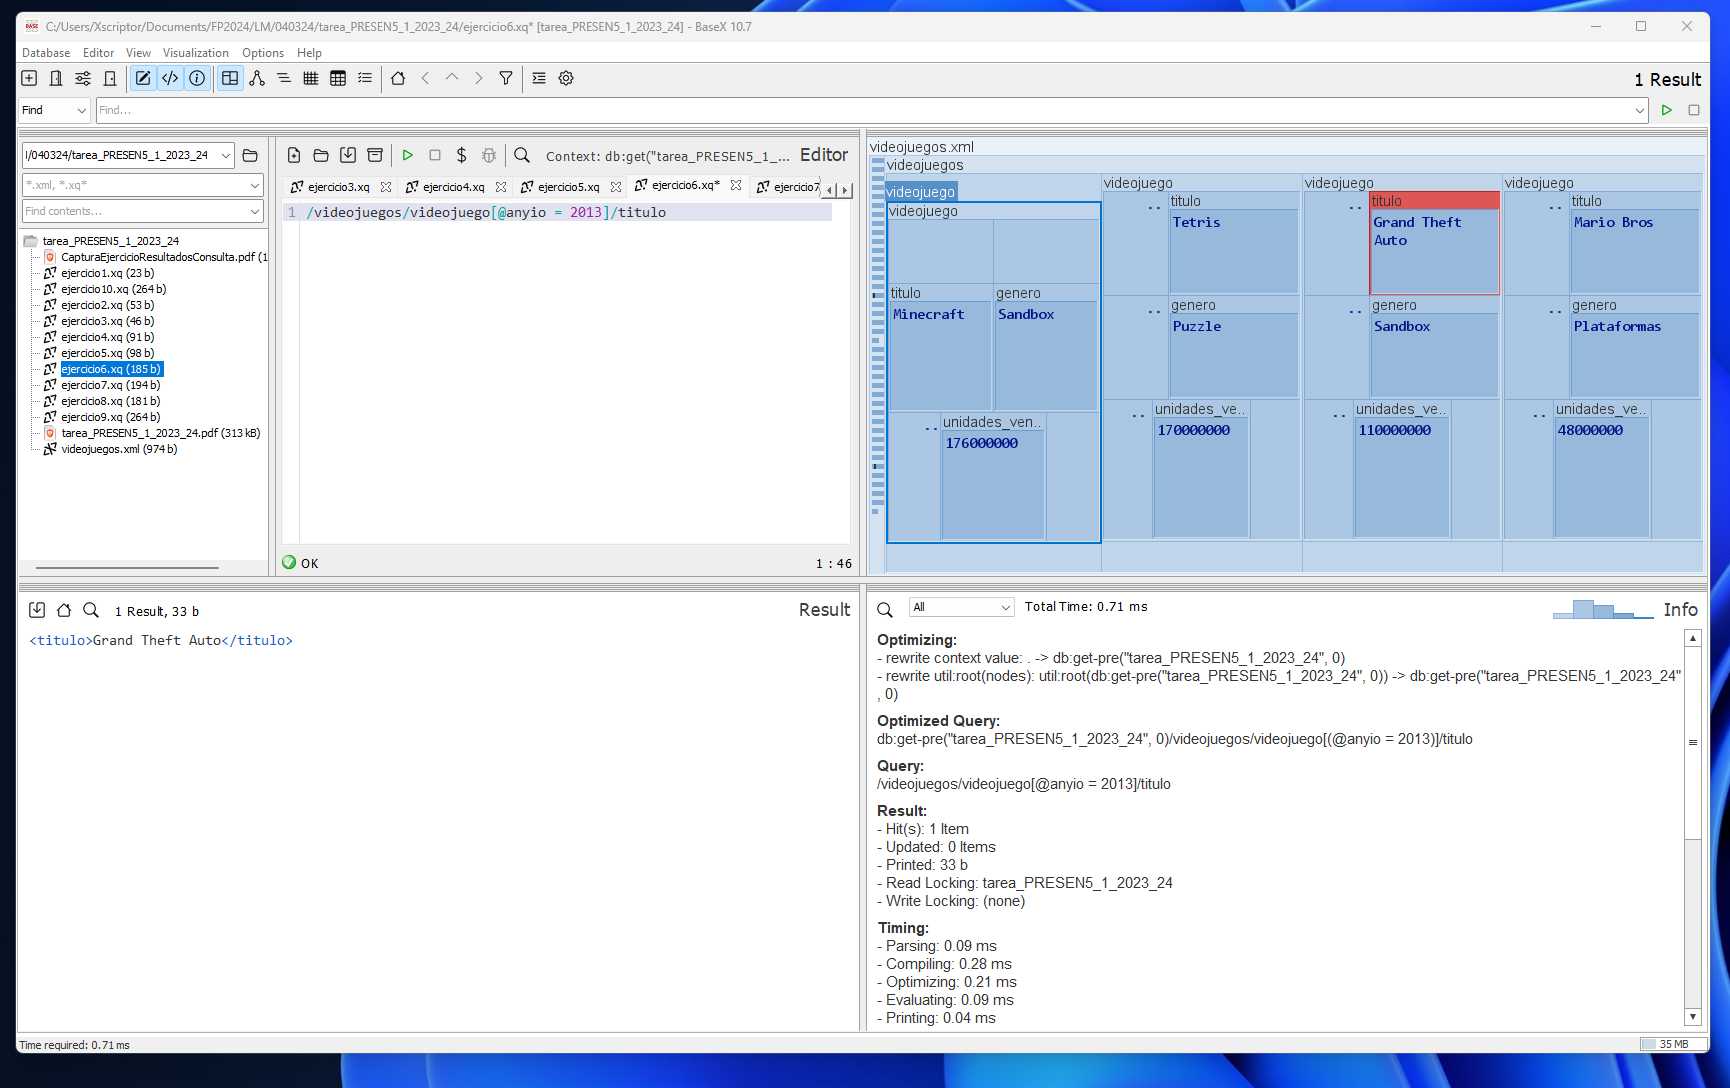 C:/Users/Xscriptor/Documents/FP2024/LM/040324/tarea_PRESEN5_1_2023_24/ejercicio6.xq* [tarea_PRESEN5_1_2023_24] - BaseX 10.7
Database Editor View Visualization Options Help
1 Result
Find Find...
l/040324/tarea_PRESEN5_1_2023_24
*.xml, *.xq*
Find contents...
tarea_PRESEN5_1_2023_24
CapturaEjercicioResultadosConsulta.pdf (1
ejercicio1.xq (23 b)
ejercicio10.xq (264 b)
ejercicio2.xq (53 b)
ejercicio3.xq (46 b)
ejercicio4.xq (91 b)
ejercicio5.xq (98 b)
ejercicio6.xq (185 b)
ejercicio7.xq (194 b)
ejercicio8.xq (181 b)
ejercicio9.xq (264 b)
tarea_PRESEN5_1_2023_24.pdf (313 kB)
videojuegos.xml (974 b)
Context: db:get("tarea_PRESEN5_1_... Editor
ejercicio3.xq ejercicio4.xq ejercicio5.xq ejercicio6.xq* ejercicio7
1 /videojuegos/videojuego[@anyio = 2013]/titulo
OK 1 : 46
videojuegos.xml
videojuegos
videojuego
videojuego
titulo
Minecraft
genero
Sandbox
..
unidades_ven..
176000000
videojuego
..
titulo
Tetris
..
genero
Puzzle
..
unidades_ve..
170000000
videojuego
..
titulo
Grand Theft
Auto
..
genero
Sandbox
..
unidades_ve..
110000000
videojuego
..
titulo
Mario Bros
..
genero
Plataformas
..
unidades_ve..
48000000
1 Result, 33 b Result
<titulo>Grand Theft Auto</titulo>
All Total Time: 0.71 ms Info
Optimizing:
- rewrite context value: . -> db:get-pre("tarea_PRESEN5_1_2023_24", 0)
- rewrite util:root(nodes): util:root(db:get-pre("tarea_PRESEN5_1_2023_24", 0)) -> db:get-pre("tarea_PRESEN5_1_2023_24"
, 0)
Optimized Query:
db:get-pre("tarea_PRESEN5_1_2023_24", 0)/videojuegos/videojuego[(@anyio = 2013)]/titulo
Query:
/videojuegos/videojuego[@anyio = 2013]/titulo
Result:
- Hit(s): 1 Item
- Updated: 0 Items
- Printed: 33 b
- Read Locking: tarea_PRESEN5_1_2023_24
- Write Locking: (none)
Timing:
- Parsing: 0.09 ms
- Compiling: 0.28 ms
- Optimizing: 0.21 ms
- Evaluating: 0.09 ms
- Printing: 0.04 ms
Time required: 0.71 ms
35 MB